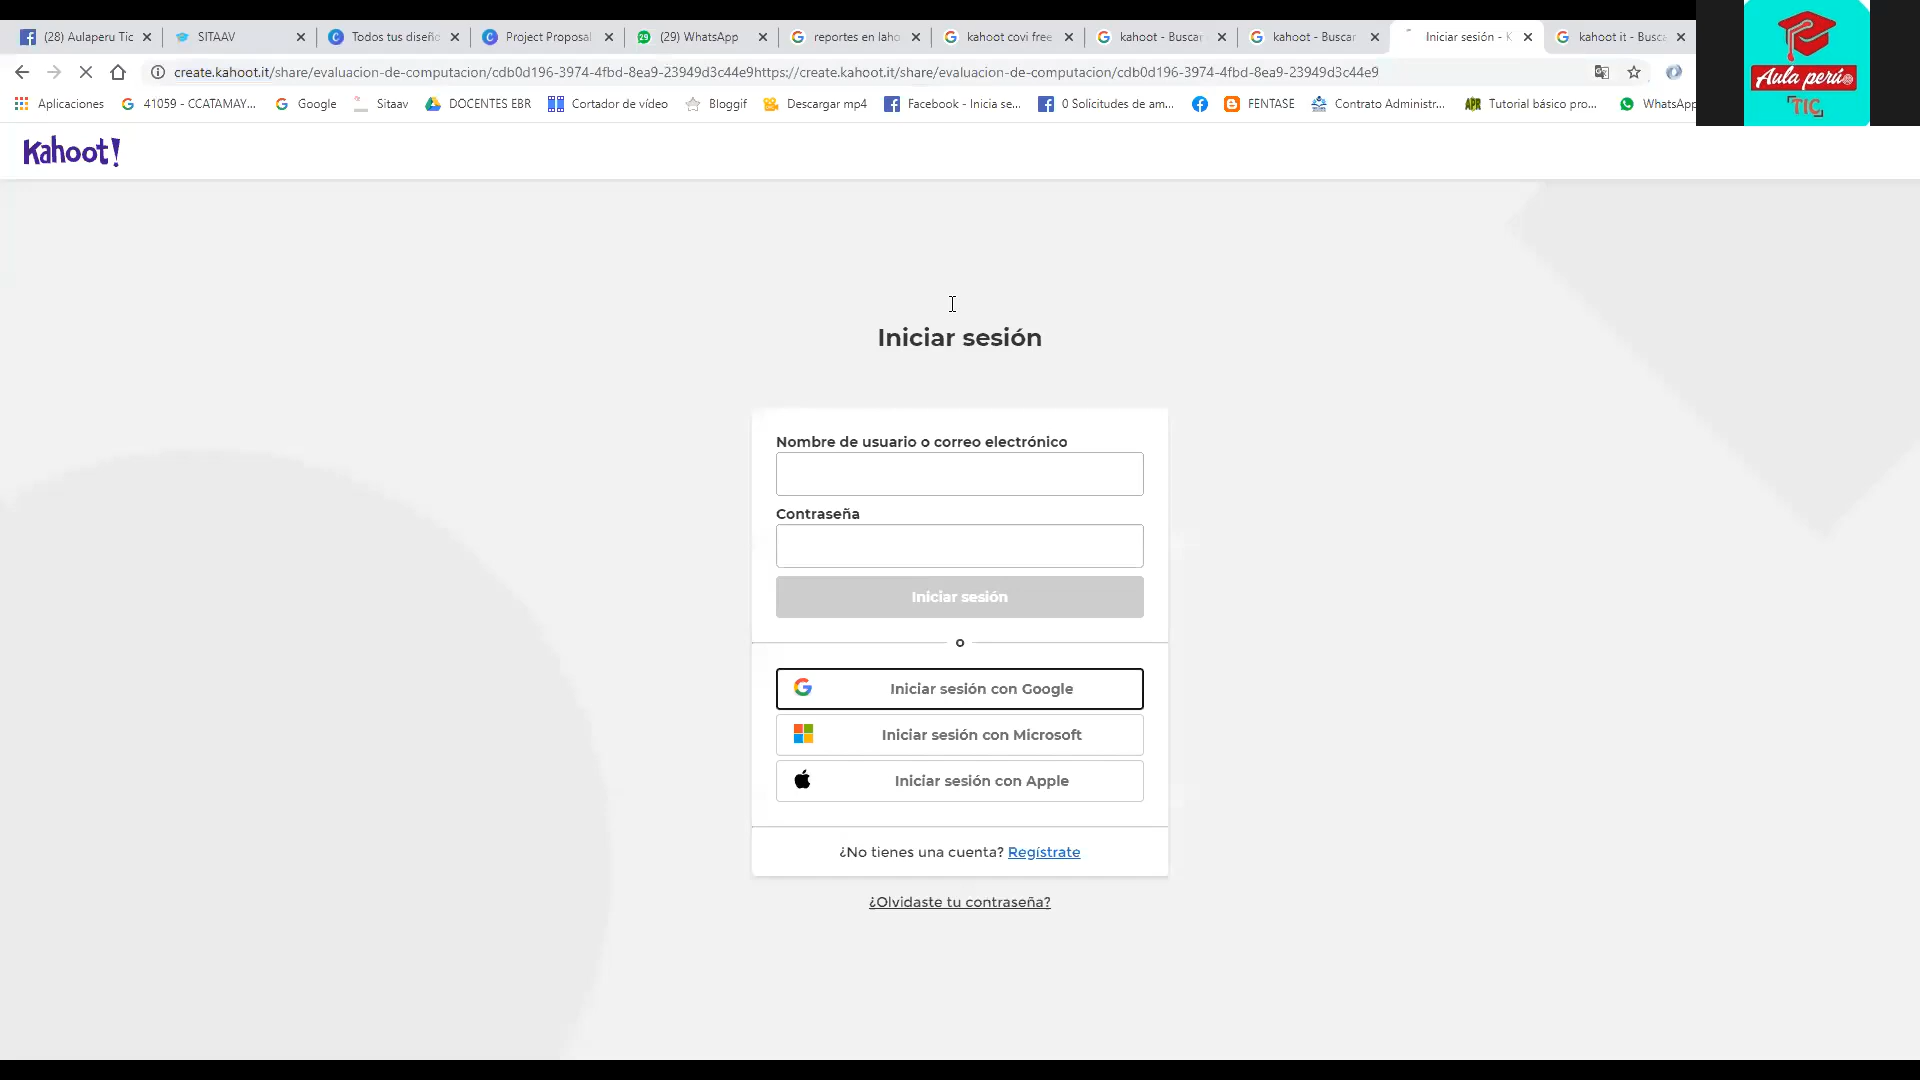 (28) Aulaperu Tic
SITAAV
Todos tus diseñ
Project Proposal
(29) WhatsApp
reportes en laho
kahoot covi free
kahoot - Buscar
kahoot - Buscar
Iniciar sesión - K
kahoot it - Busca
create.kahoot.it/share/evaluacion-de-computacion/cdb0d196-3974-4fbd-8ea9-23949d3c44e9https://create.kahoot.it/share/evaluacion-de-computacion/cdb0d196-3974-4fbd-8ea9-23949d3c44e9
Aplicaciones
41059 - CCATAMAY...
Google
Sitaav
DOCENTES EBR
Cortador de vídeo
Bloggif
Descargar mp4
Facebook - Inicia se...
0 Solicitudes de am...
FENTASE
Contrato Administr...
Tutorial básico pro...
WhatsApp
Aula perú
TIC
Kahoot!
Iniciar sesión
Nombre de usuario o correo electrónico
Contraseña
Iniciar sesión
o
Iniciar sesión con Google
Iniciar sesión con Microsoft
Iniciar sesión con Apple
¿No tienes una cuenta? Regístrate
¿Olvidaste tu contraseña?